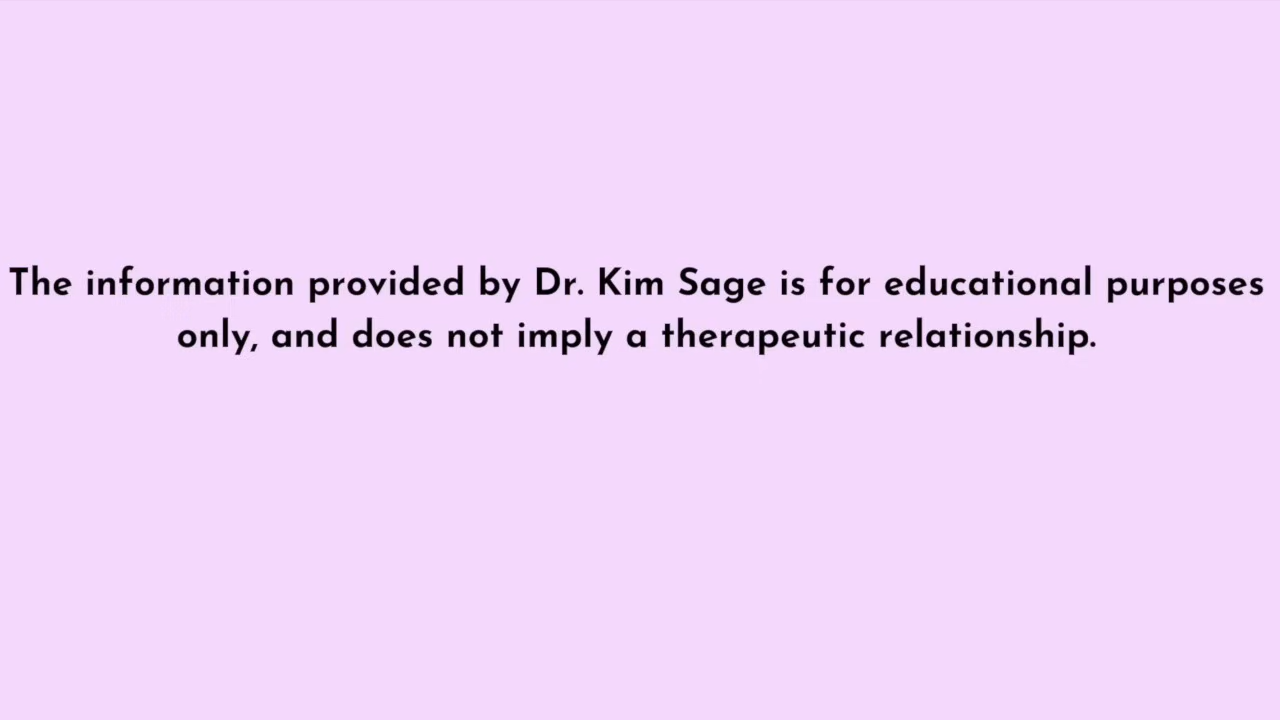 The information provided by Dr. Kim Sage is for educational purposes
only, and does not imply a therapeutic relationship.